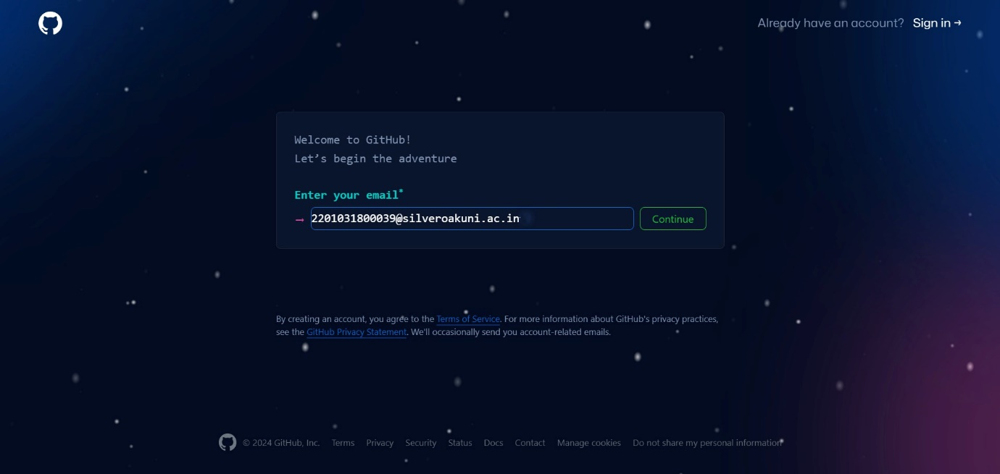 Already have an account? Sign in →
Welcome to GitHub!
Let’s begin the adventure
Enter your email*
→ 2201031800039@silveroakuni.ac.in Continue
By creating an account, you agree to the Terms of Service. For more information about GitHub's privacy practices,
see the GitHub Privacy Statement. We'll occasionally send you account-related emails.
© 2024 GitHub, Inc. Terms Privacy Security Status Docs Contact Manage cookies Do not share my personal information